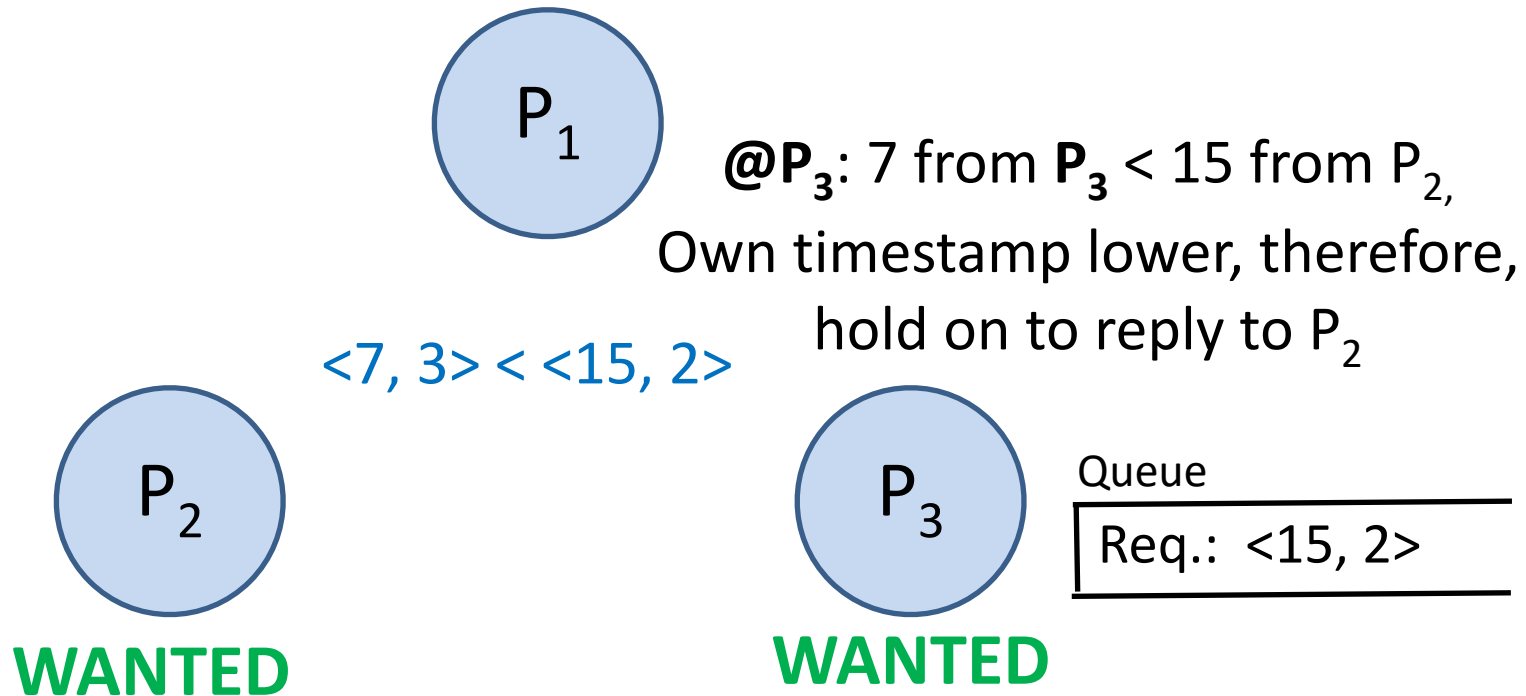 P₁
@P₃: 7 from P₃ < 15 from P₂,
Own timestamp lower, therefore,
hold on to reply to P₂
<7, 3> < <15, 2>
P₂
P₃
Queue
Req.: <15, 2>
WANTED
WANTED